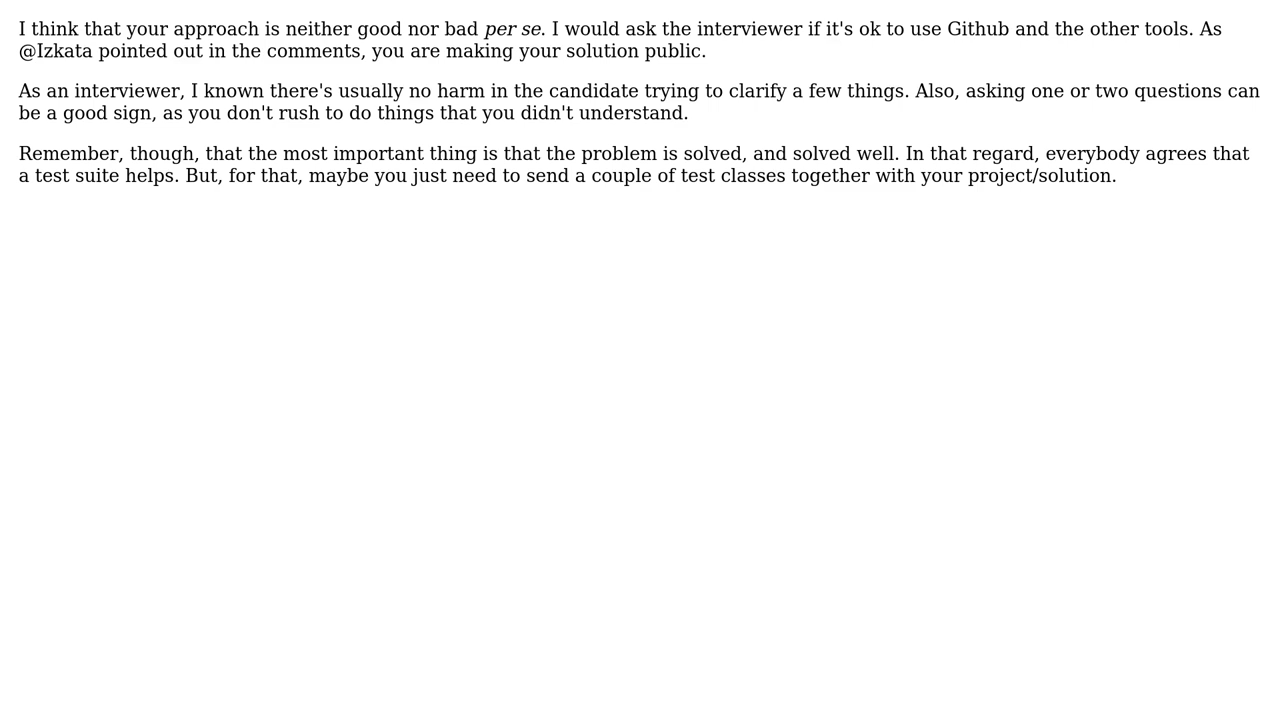 I think that your approach is neither good nor bad per se. I would ask the interviewer if it's ok to use Github and the other tools. As
@Izkata pointed out in the comments, you are making your solution public.
As an interviewer, I known there's usually no harm in the candidate trying to clarify a few things. Also, asking one or two questions can
be a good sign, as you don't rush to do things that you didn't understand.
Remember, though, that the most important thing is that the problem is solved, and solved well. In that regard, everybody agrees that
a test suite helps. But, for that, maybe you just need to send a couple of test classes together with your project/solution.